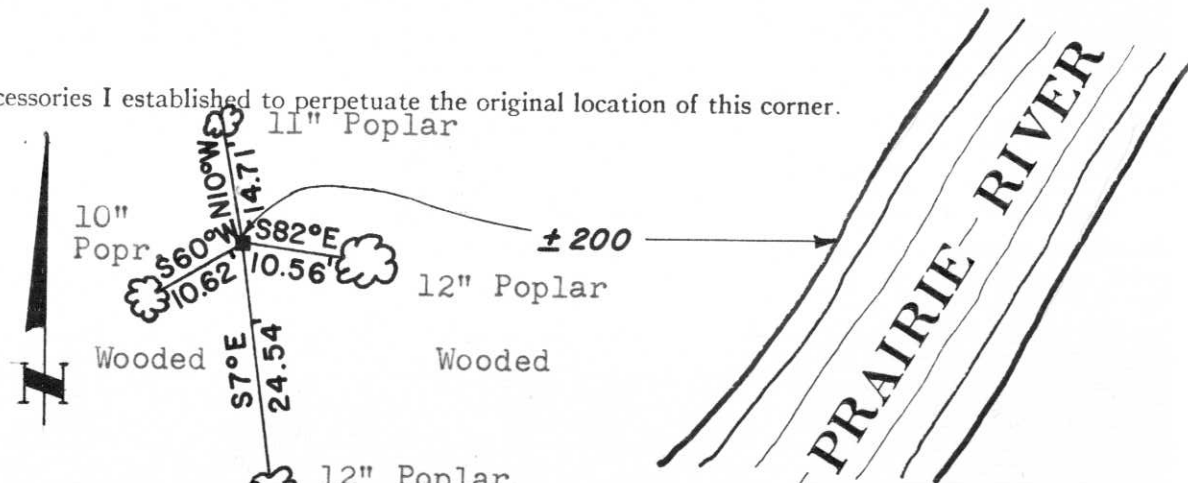 cessories I established to perpetuate the original location of this corner.
11" Poplar
N10°W
14.71'
10"
Popr
S60°W
10.62'
S82°E
10.56'
12" Poplar
± 200
PRAIRIE RIVER
Wooded
Wooded
S7°E
24.54'
N
12" Poplar